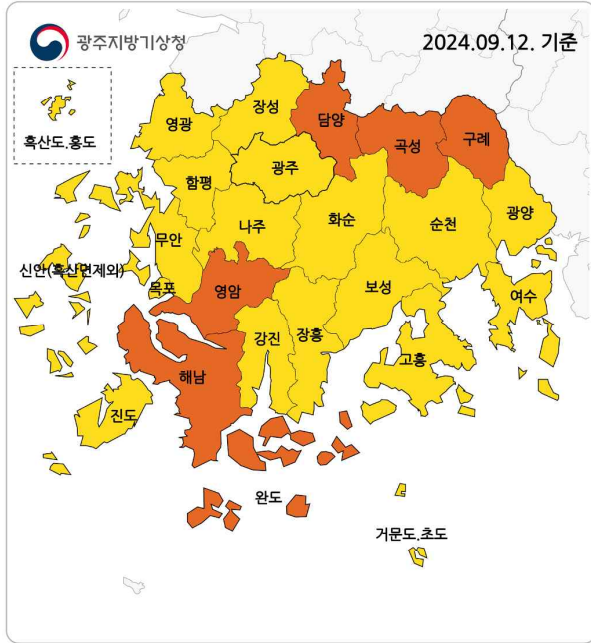 광주지방기상청
2024.09.12. 기준
흑산도.홍도
영광
장성
담양
곡성
구례
함평
광주
나주
화순
순천
광양
무안
신안(흑산면제외)
목포
영암
보성
여수
강진
장흥
고흥
해남
진도
완도
거문도.초도